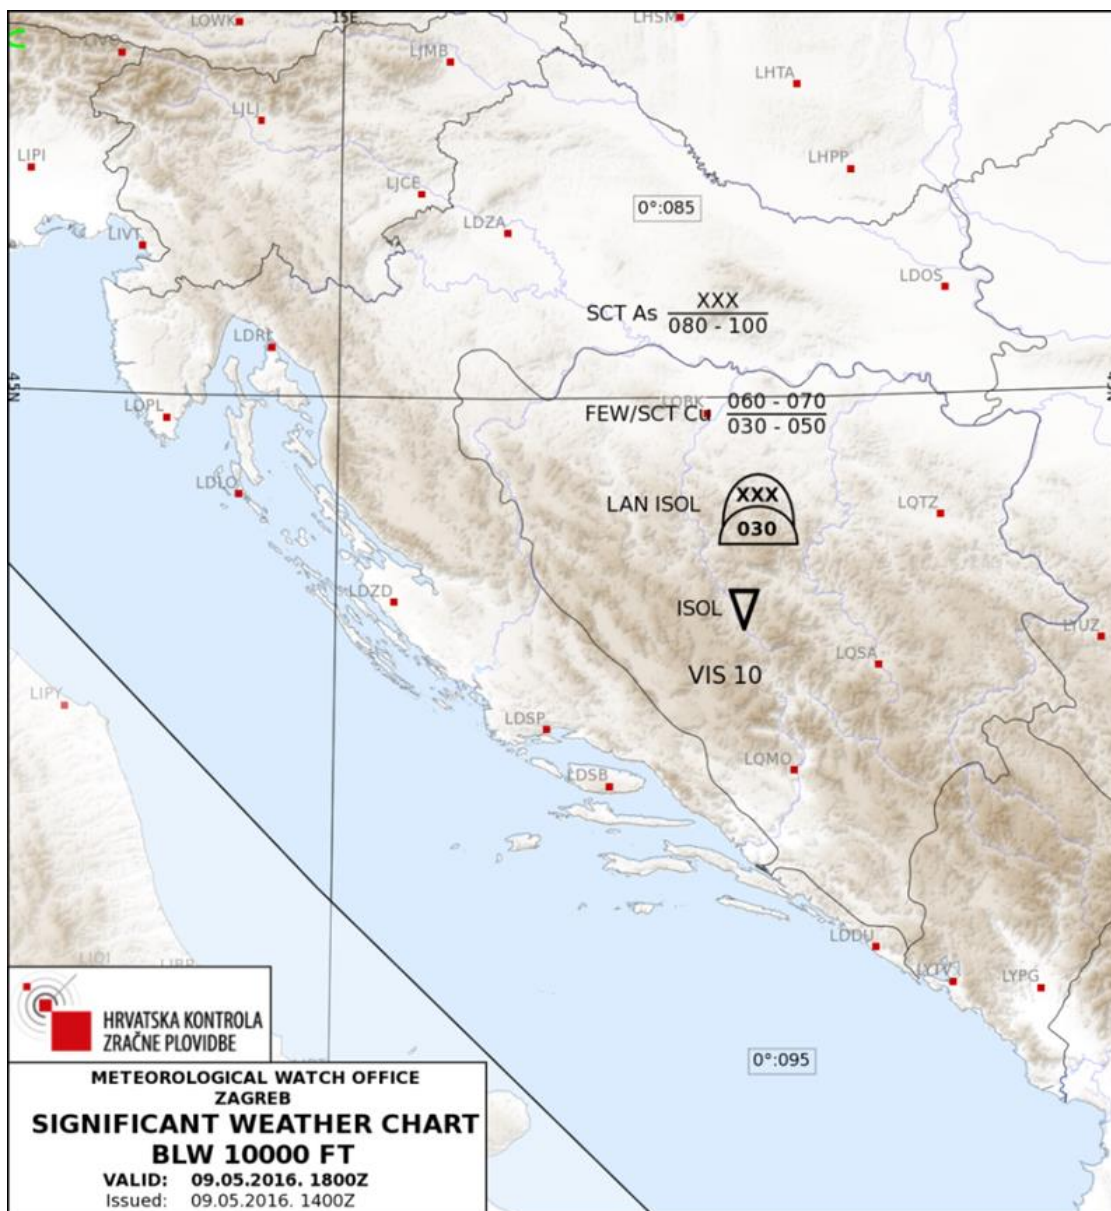 LOWK
15E
LHSM
LJMB
LHTA
LJLJ
LIPI
LHPP
LJCE
0°:085
LDZA
LIVT
LDOS
SCT As XXX
080 - 100
LDRI
45N
LDPL
LQBK
FEW/SCT Cu 060 - 070
030 - 050
LDLO
LQTZ
LAN ISOL XXX
030
LDZD
ISOL
LYUZ
LQSA
VIS 10
LIPY
LDSP
LQMO
LDSB
LDDU
LYTV
LYPG
HRVATSKA KONTROLA
ZRAČNE PLOVIDBE
0°:095
METEOROLOGICAL WATCH OFFICE
ZAGREB
SIGNIFICANT WEATHER CHART
BLW 10000 FT
VALID: 09.05.2016. 1800Z
Issued: 09.05.2016. 1400Z